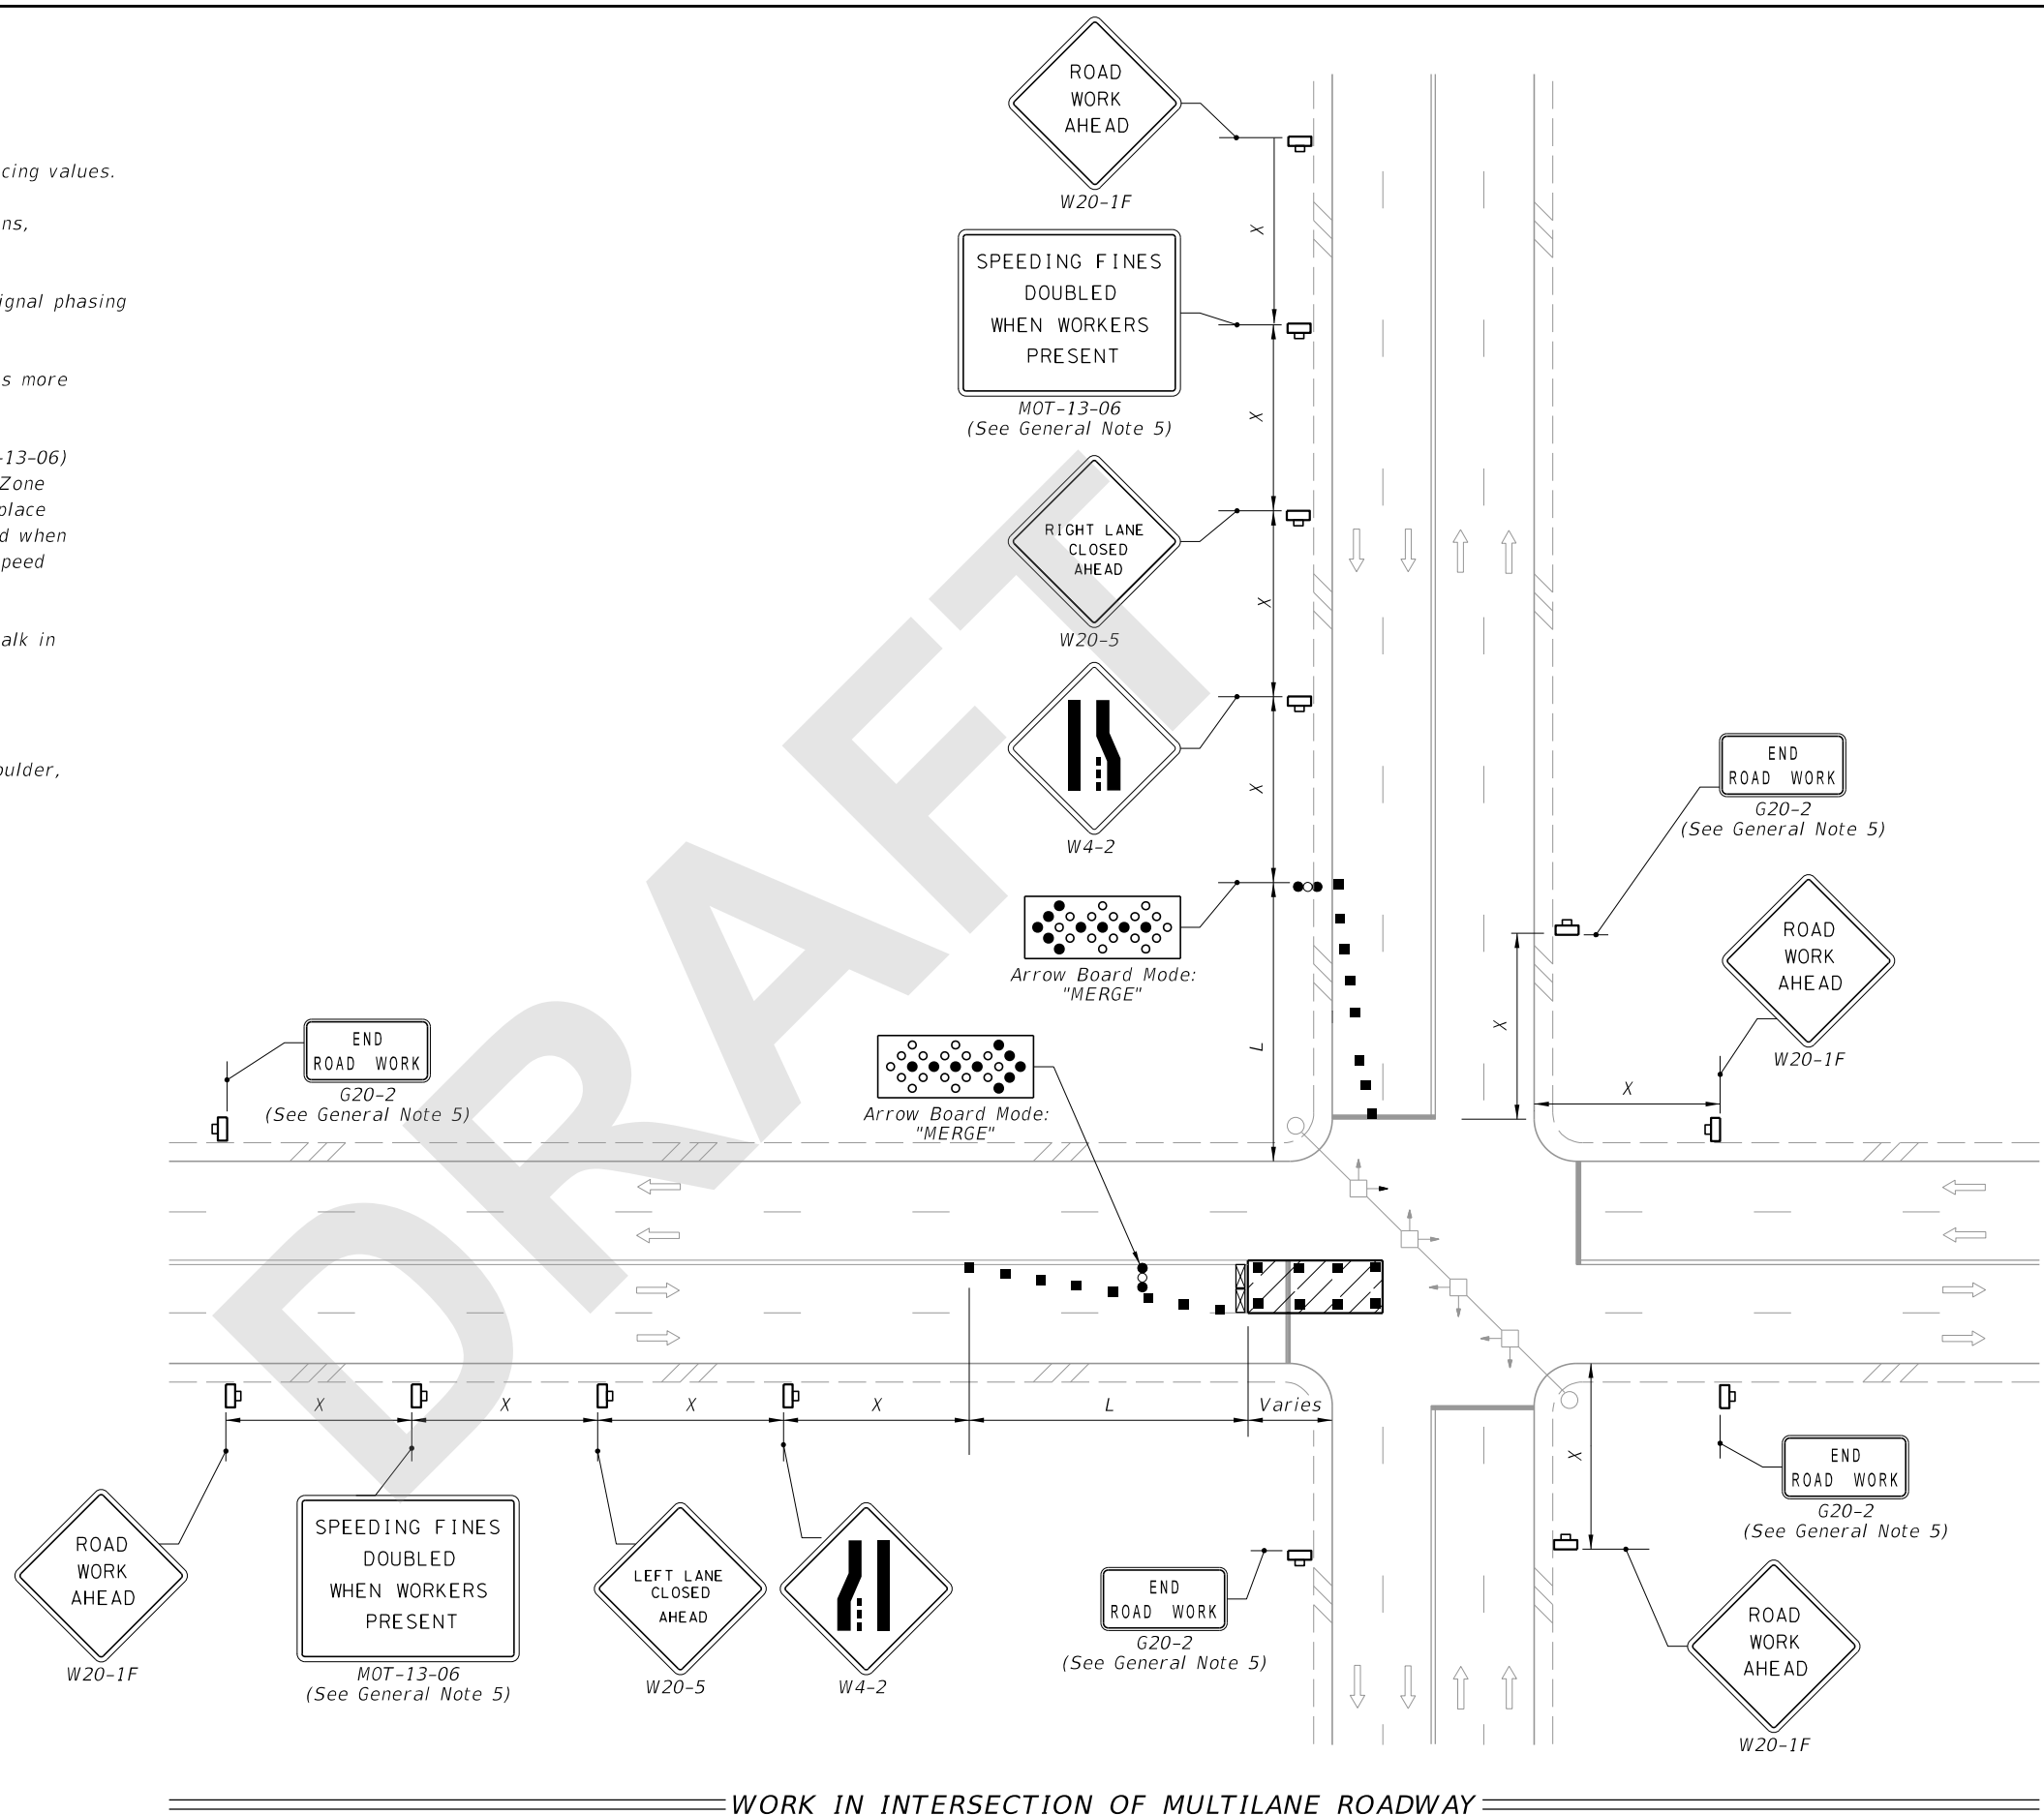 cing values.
ns,
ignal phasing
s more
-13-06)
Zone
place
d when
peed
alk in
oulder,
ROAD
WORK
AHEAD
W20-1F
X
SPEEDING FINES
DOUBLED
WHEN WORKERS
PRESENT
MOT-13-06
(See General Note 5)
X
RIGHT LANE
CLOSED
AHEAD
W20-5
X
W4-2
X
Arrow Board Mode:
"MERGE"
L
END
ROAD WORK
G20-2
(See General Note 5)
ROAD
WORK
AHEAD
W20-1F
X
X
END
ROAD WORK
G20-2
(See General Note 5)
Arrow Board Mode:
"MERGE"
DRAFT
X
X
X
X
L
Varies
X
ROAD
WORK
AHEAD
W20-1F
SPEEDING FINES
DOUBLED
WHEN WORKERS
PRESENT
MOT-13-06
(See General Note 5)
LEFT LANE
CLOSED
AHEAD
W20-5
W4-2
END
ROAD WORK
G20-2
(See General Note 5)
END
ROAD WORK
G20-2
(See General Note 5)
ROAD
WORK
AHEAD
W20-1F
WORK IN INTERSECTION OF MULTILANE ROADWAY